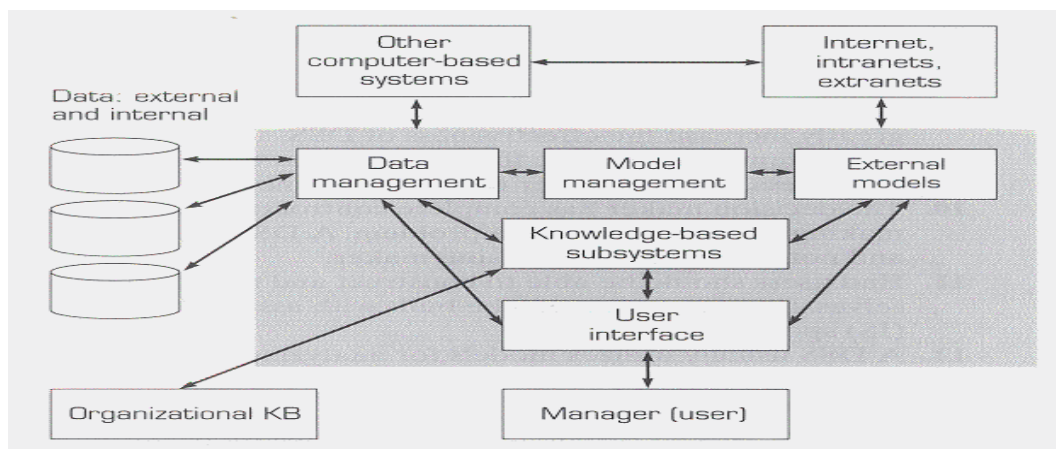 Other
computer-based
systems
Internet,
intranets,
extranets
Data: external
and internal
Data
management
Model
management
External
models
Knowledge-based
subsystems
User
interface
Organizational KB
Manager (user)